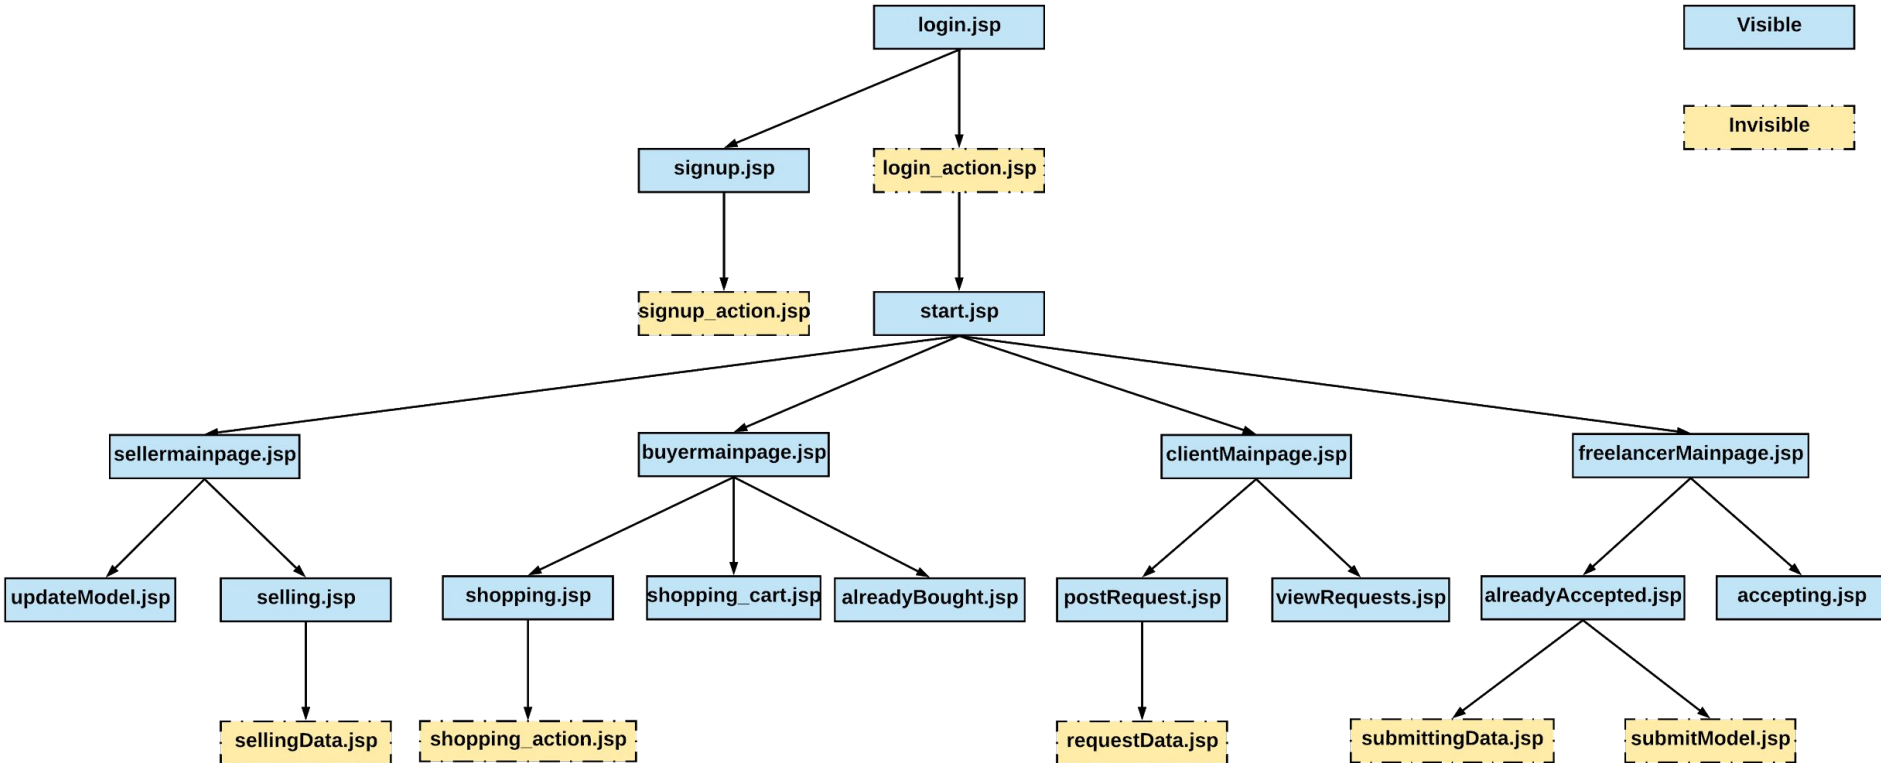 login.jsp
Visible
Invisible
signup.jsp
login_action.jsp
signup_action.jsp
start.jsp
sellermainpage.jsp
buyermainpage.jsp
clientMainpage.jsp
freelancerMainpage.jsp
updateModel.jsp
selling.jsp
shopping.jsp
shopping_cart.jsp
alreadyBought.jsp
postRequest.jsp
viewRequests.jsp
alreadyAccepted.jsp
accepting.jsp
sellingData.jsp
shopping_action.jsp
requestData.jsp
submittingData.jsp
submitModel.jsp